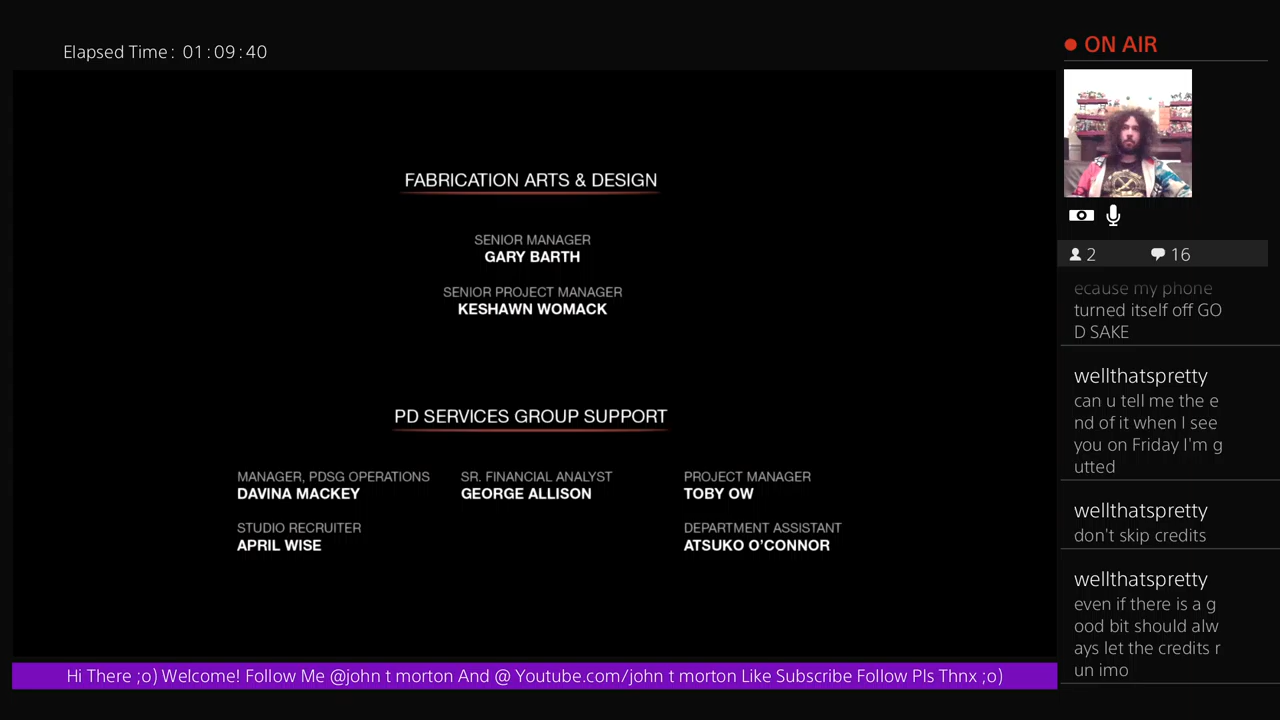 Elapsed Time: 01:09:40
ON AIR
FABRICATION ARTS & DESIGN
SENIOR MANAGER
GARY BARTH
SENIOR PROJECT MANAGER
KESHAWN WOMACK
PD SERVICES GROUP SUPPORT
MANAGER, PDSG OPERATIONS
DAVINA MACKEY
SR. FINANCIAL ANALYST
GEORGE ALLISON
PROJECT MANAGER
TOBY OW
STUDIO RECRUITER
APRIL WISE
DEPARTMENT ASSISTANT
ATSUKO O'CONNOR
2
16
ecause my phone
turned itself off GO
D SAKE
wellthatspretty
can u tell me the e
nd of it when I see
you on Friday I'm g
utted
wellthatspretty
don't skip credits
wellthatspretty
even if there is a g
ood bit should alw
ays let the credits r
un imo
Hi There ;o) Welcome! Follow Me @john t morton And @ Youtube.com/john t morton Like Subscribe Follow Pls Thnx ;o)